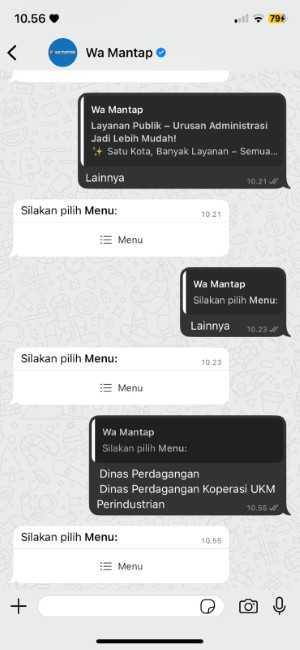 10.56
79
Wa Mantap
Wa Mantap
Layanan Publik – Urusan Administrasi
Jadi Lebih Mudah!
✨ Satu Kota, Banyak Layanan – Semua...
Lainnya
10.21
Silakan pilih Menu:
10.21
Menu
Wa Mantap
Silakan pilih Menu:
Lainnya
10.23
Silakan pilih Menu:
10.23
Menu
Wa Mantap
Silakan pilih Menu:
Dinas Perdagangan
Dinas Perdagangan Koperasi UKM
Perindustrian
10.55
Silakan pilih Menu:
10.55
Menu